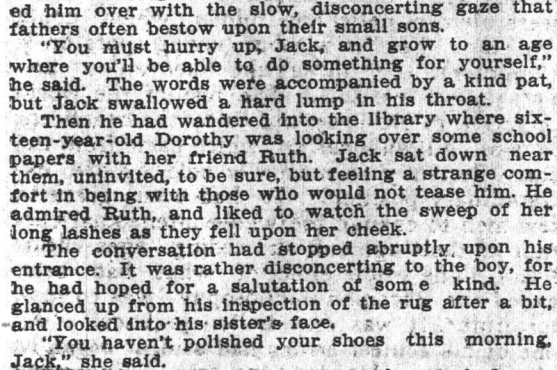 ed him over with the slow, disconcerting gaze that
fathers often bestow upon their small sons.
"You must hurry up, Jack, and grow to an age
where you'll be able to do something for yourself,"
he said. The words were accompanied by a kind pat,
but Jack swallowed a hard lump in his throat.
Then he had wandered into the library where six-
teen-year-old Dorothy was looking over some school
papers with her friend Ruth. Jack sat down near
them, uninvited, to be sure, but feeling a strange com-
fort in being with those who would not tease him. He
admired Ruth, and liked to watch the sweep of her
long lashes as they fell upon her cheek.
The conversation had stopped abruptly upon his
entrance. It was rather disconcerting to the boy, for
he had hoped for a salutation of some kind. He
glanced up from his inspection of the rug after a bit,
and looked into his sister's face.
"You haven't polished your shoes this morning,
Jack," she said.